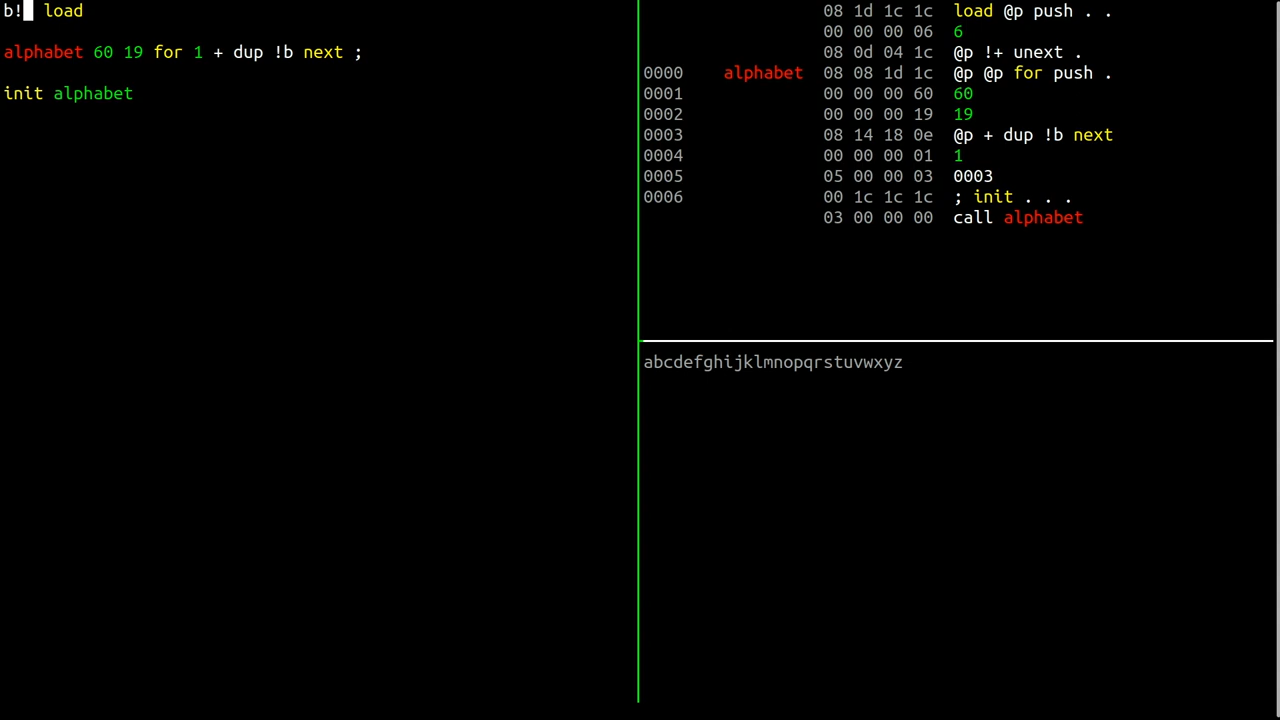 b! load
alphabet 60 19 for 1 + dup !b next ;
init alphabet
08 1d 1c 1c load @p push . .
00 00 00 06 6
08 0d 04 1c @p !+ unext .
0000 alphabet 08 08 1d 1c @p @p for push .
0001 00 00 00 60 60
0002 00 00 00 19 19
0003 08 14 18 0e @p + dup !b next
0004 00 00 00 01 1
0005 05 00 00 03 0003
0006 00 1c 1c 1c ; init . . .
03 00 00 00 call alphabet
abcdefghijklmnopqrstuvwxyz